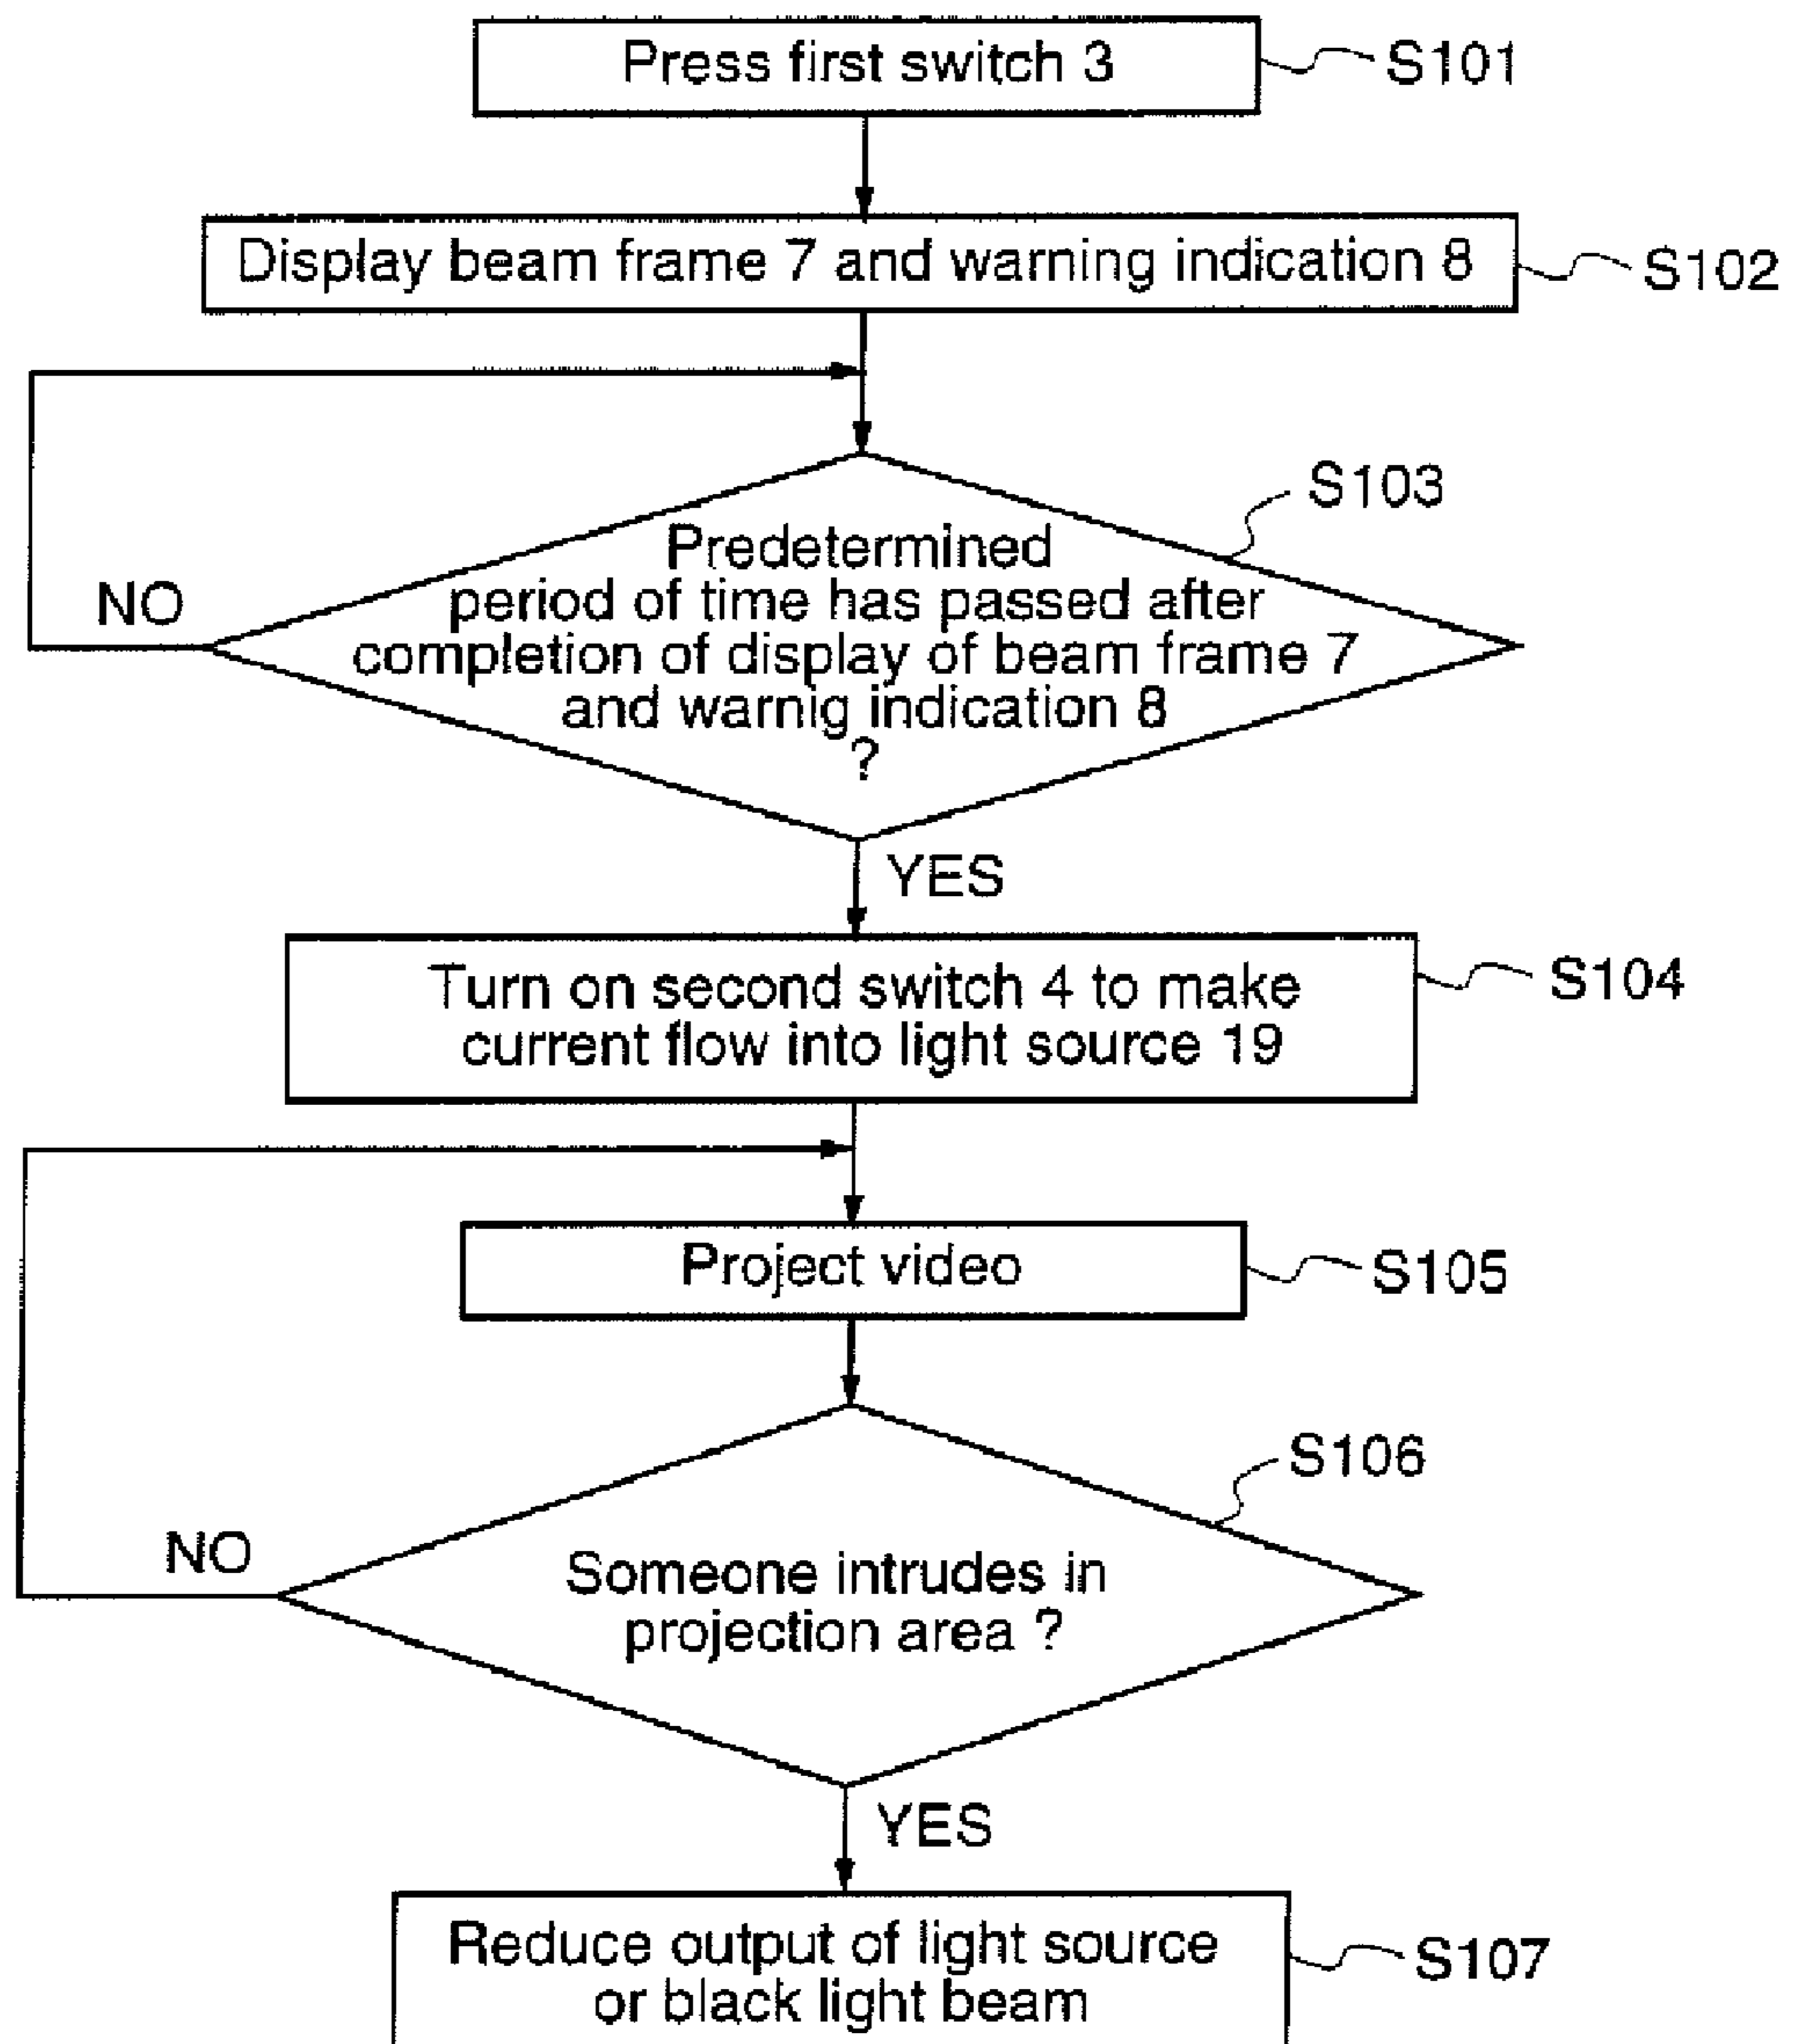 Press first switch 3
S101
Display beam frame 7 and warning indication 8
S102
S103
Predetermined
period of time has passed after
completion of display of beam frame 7
and warnig indication 8
?
NO
YES
Turn on second switch 4 to make
current flow into light source 19
S104
Project video
S105
S106
Someone intrudes in
projection area ?
NO
YES
Reduce output of light source
or black light beam
S107